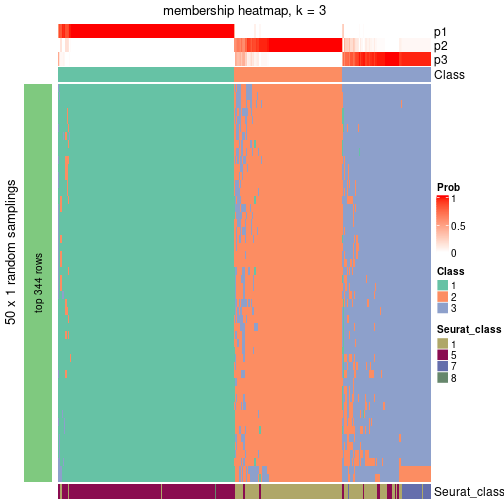 membership heatmap, k = 3
p1
p2
p3
Class
50 x 1 random samplings
top 344 rows
Prob
1
0.5
0
Class
1
2
3
Seurat_class
1
5
7
8
Seurat_class